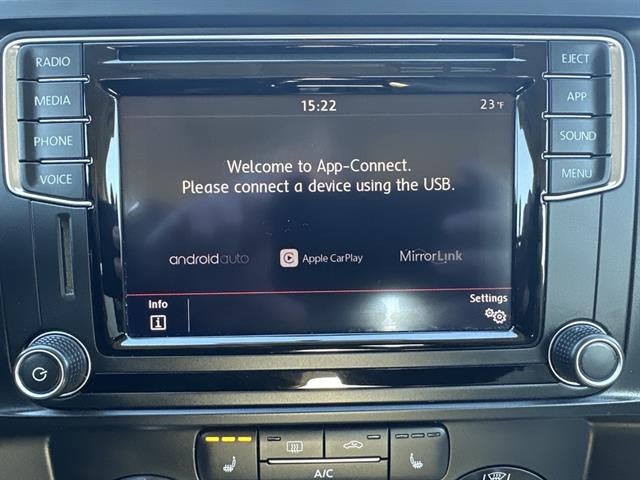 RADIO
MEDIA
PHONE
VOICE
EJECT
APP
SOUND
MENU
15:22
23°F
Welcome to App-Connect.
Please connect a device using the USB.
androidauto
Apple CarPlay
MirrorLink
Info
i
Settings
A/C